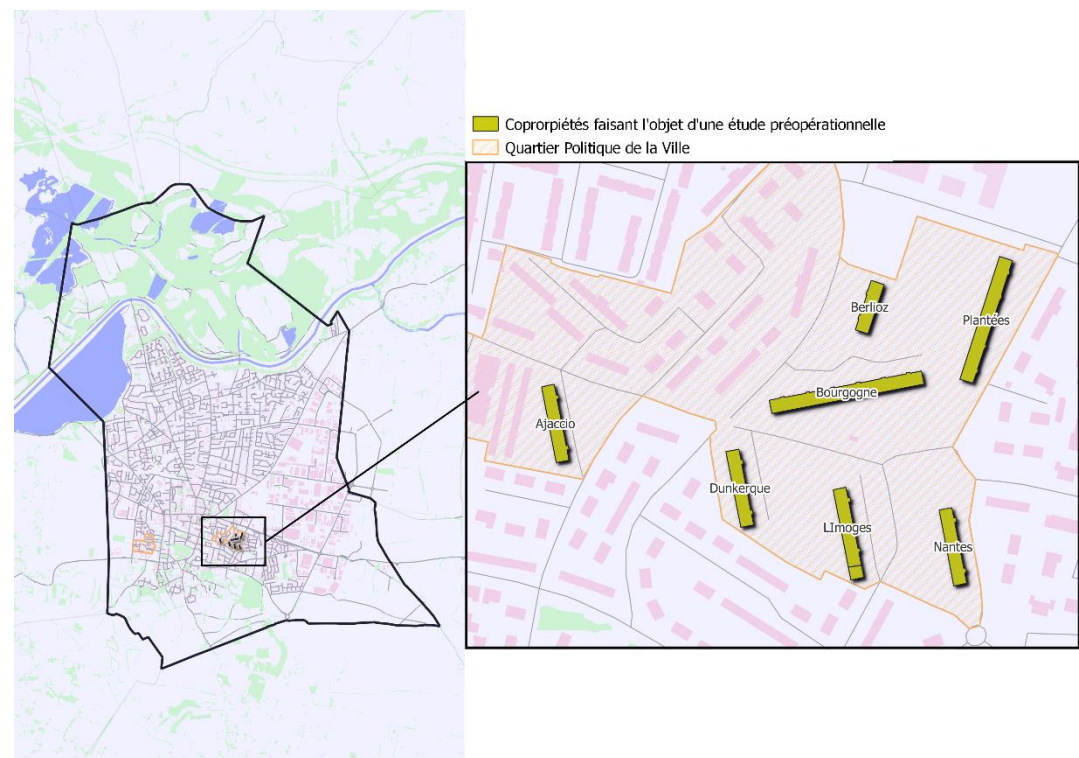 Coprorpiétés faisant l'objet d'une étude préopérationnelle
Quartier Politique de la Ville
Berlioz
Plantées
Bourgogne
Ajaccio
Dunkerque
LImoges
Nantes